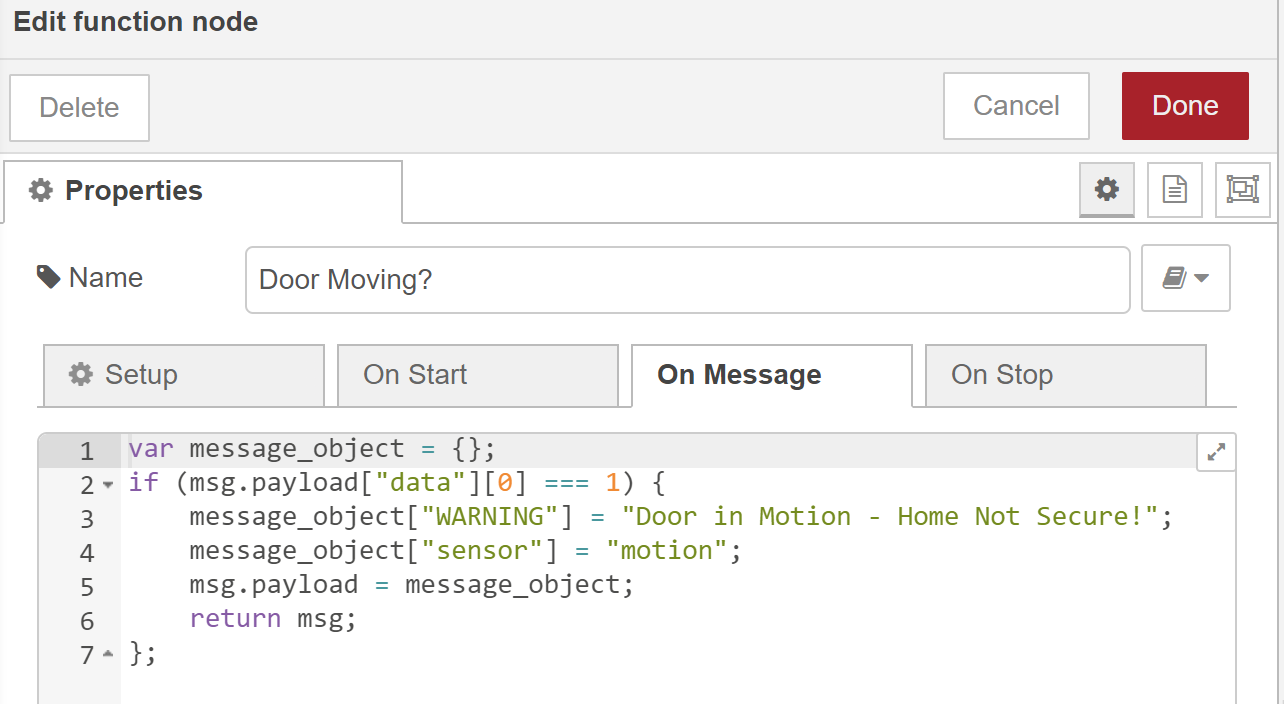 Edit function node
Delete
Cancel
Done
Properties
Name
Door Moving?
Setup
On Start
On Message
On Stop
1 var message_object = {};
2 if (msg.payload["data"][0] === 1) {
3     message_object["WARNING"] = "Door in Motion - Home Not Secure!";
4     message_object["sensor"] = "motion";
5     msg.payload = message_object;
6     return msg;
7 };